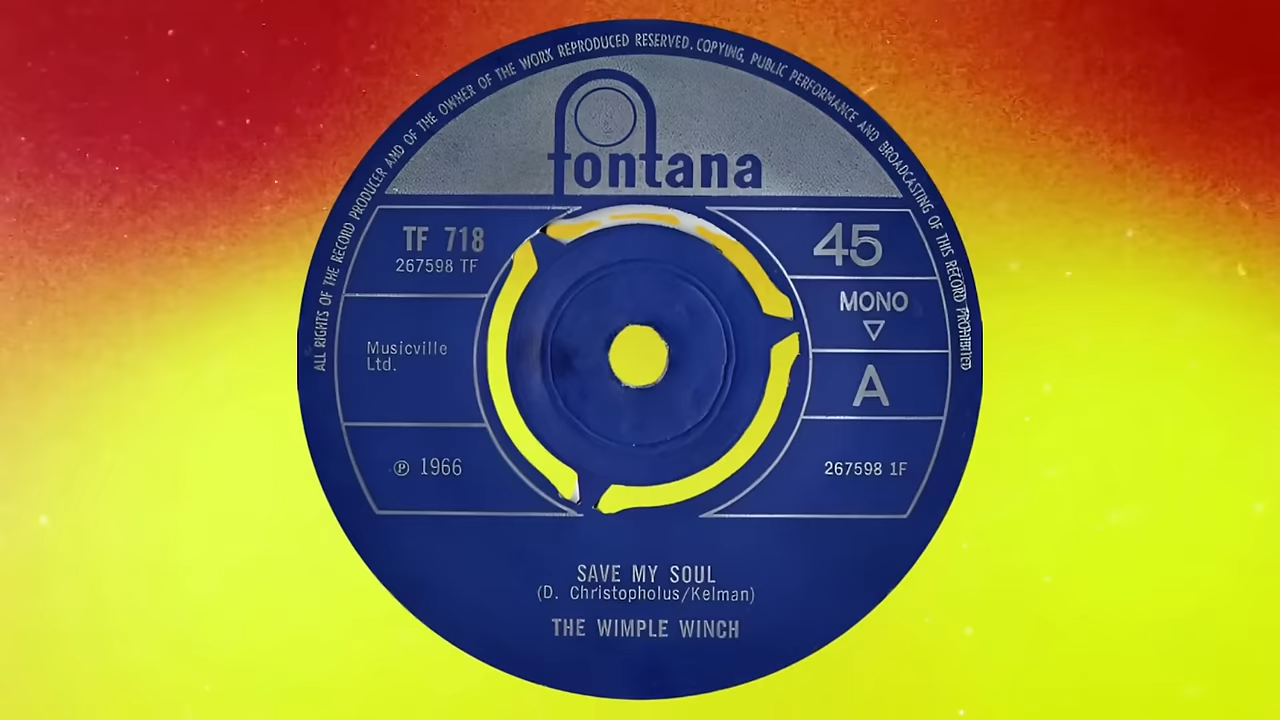 ALL RIGHTS OF THE RECORD PRODUCER AND OF THE OWNER OF THE WORK REPRODUCED RESERVED. COPYING, PUBLIC PERFORMANCE AND BROADCASTING OF THIS RECORD PROHIBITED
fontana
TF 718
267598 TF
45
MONO
Musicville
Ltd.
A
℗ 1966
267598 1F
SAVE MY SOUL
(D. Christopholus/Kelman)
THE WIMPLE WINCH